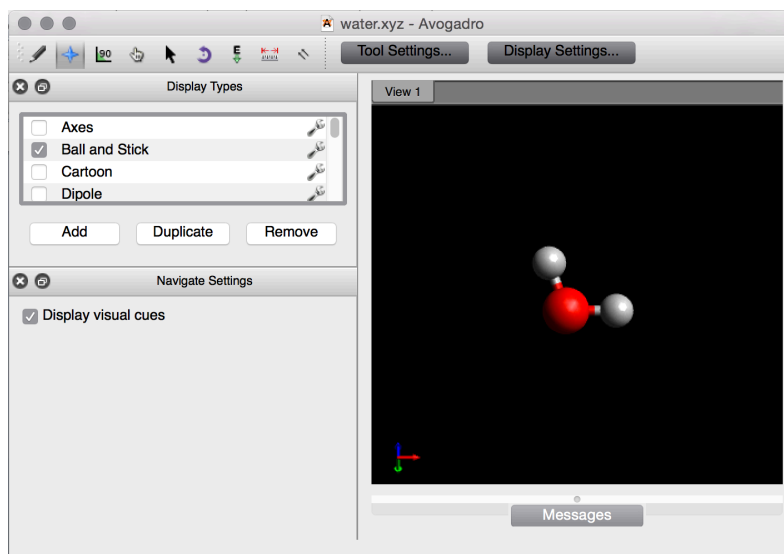 water.xyz - Avogadro
90
E
Tool Settings...
Display Settings...
Display Types
Axes
Ball and Stick
Cartoon
Dipole
Add
Duplicate
Remove
Navigate Settings
Display visual cues
View 1
Messages